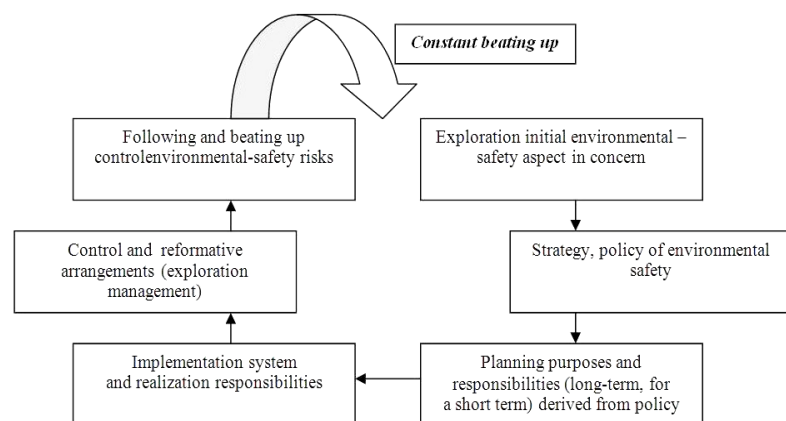 Constant beating up
Following and beating up
controlenvironmental-safety risks
Exploration initial environmental –
safety aspect in concern
Control and reformative
arrangements (exploration
management)
Strategy, policy of environmental
safety
Implementation system
and realization responsibilities
Planning purposes and
responsibilities (long-term, for
a short term) derived from policy